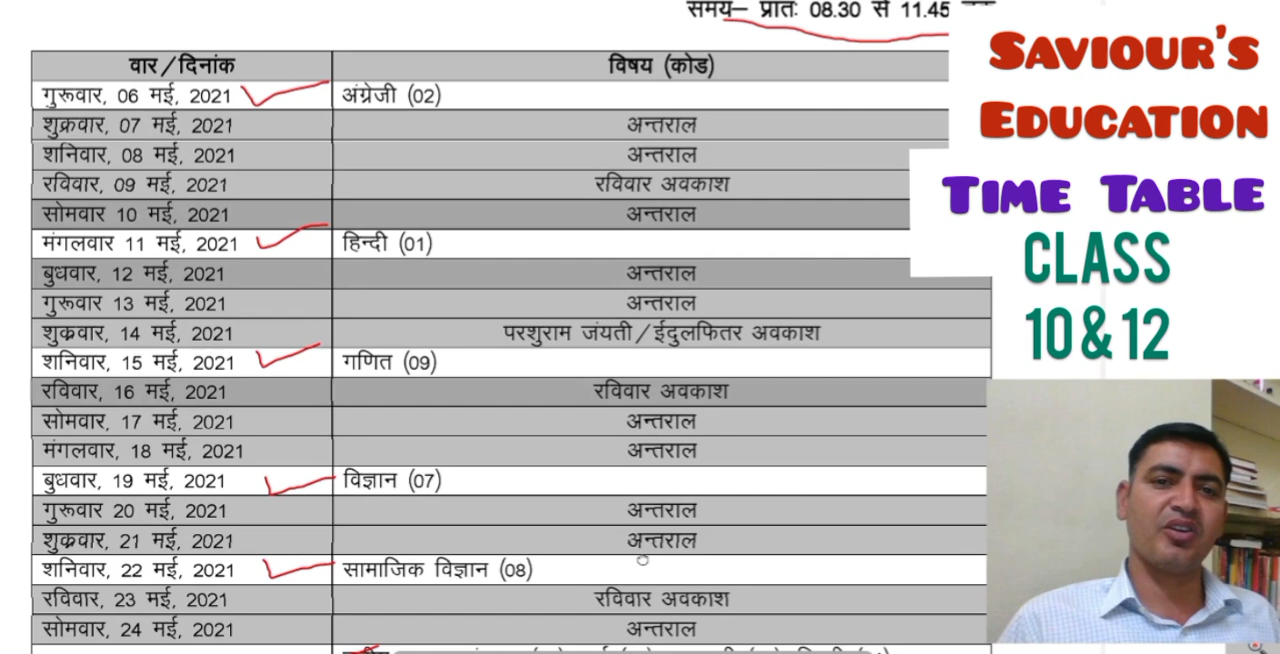 समय– प्रातः 08.30 से 11.45
SAVIOUR'S
EDUCATION
TIME TABLE
CLASS
10 & 12
वार/दिनांक विषय (कोड)
गुरूवार, 06 मई, 2021 अंग्रेजी (02)
शुक्रवार, 07 मई, 2021 अन्तराल
शनिवार, 08 मई, 2021 अन्तराल
रविवार, 09 मई, 2021 रविवार अवकाश
सोमवार 10 मई, 2021 अन्तराल
मंगलवार 11 मई, 2021 हिन्दी (01)
बुधवार, 12 मई, 2021 अन्तराल
गुरूवार 13 मई, 2021 अन्तराल
शुक्रवार, 14 मई, 2021 परशुराम जंयती/ईदुलफितर अवकाश
शनिवार, 15 मई, 2021 गणित (09)
रविवार, 16 मई, 2021 रविवार अवकाश
सोमवार, 17 मई, 2021 अन्तराल
मंगलवार, 18 मई, 2021 अन्तराल
बुधवार, 19 मई, 2021 विज्ञान (07)
गुरूवार 20 मई, 2021 अन्तराल
शुक्रवार, 21 मई, 2021 अन्तराल
शनिवार, 22 मई, 2021 सामाजिक विज्ञान (08)
रविवार, 23 मई, 2021 रविवार अवकाश
सोमवार, 24 मई, 2021 अन्तराल